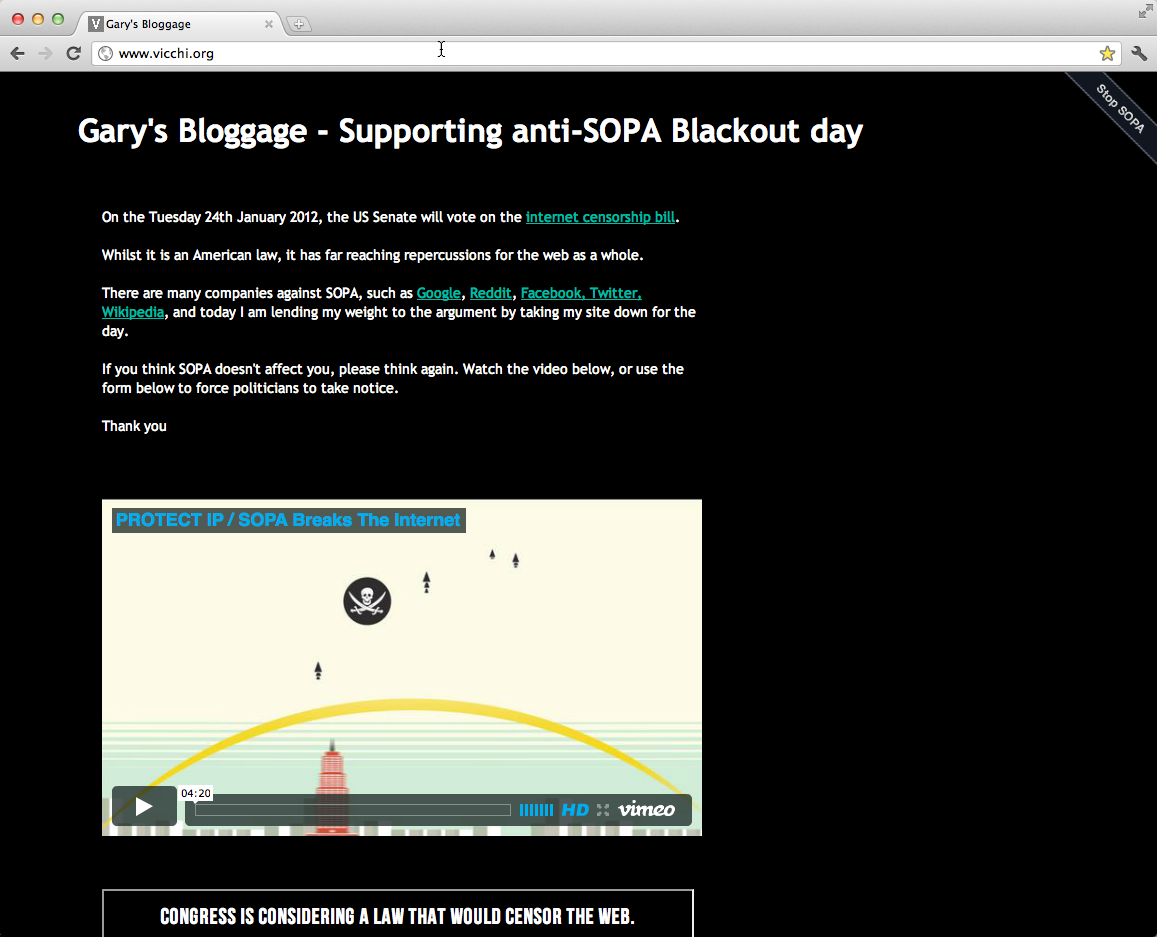 V Gary's Bloggage
www.vicchi.org
Stop SOPA
Gary's Bloggage - Supporting anti-SOPA Blackout day
On the Tuesday 24th January 2012, the US Senate will vote on the internet censorship bill.
Whilst it is an American law, it has far reaching repercussions for the web as a whole.
There are many companies against SOPA, such as Google, Reddit, Facebook, Twitter,
Wikipedia, and today I am lending my weight to the argument by taking my site down for the
day.
If you think SOPA doesn't affect you, please think again. Watch the video below, or use the
form below to force politicians to take notice.
Thank you
PROTECT IP / SOPA Breaks The Internet
04:20
HD vimeo
CONGRESS IS CONSIDERING A LAW THAT WOULD CENSOR THE WEB.